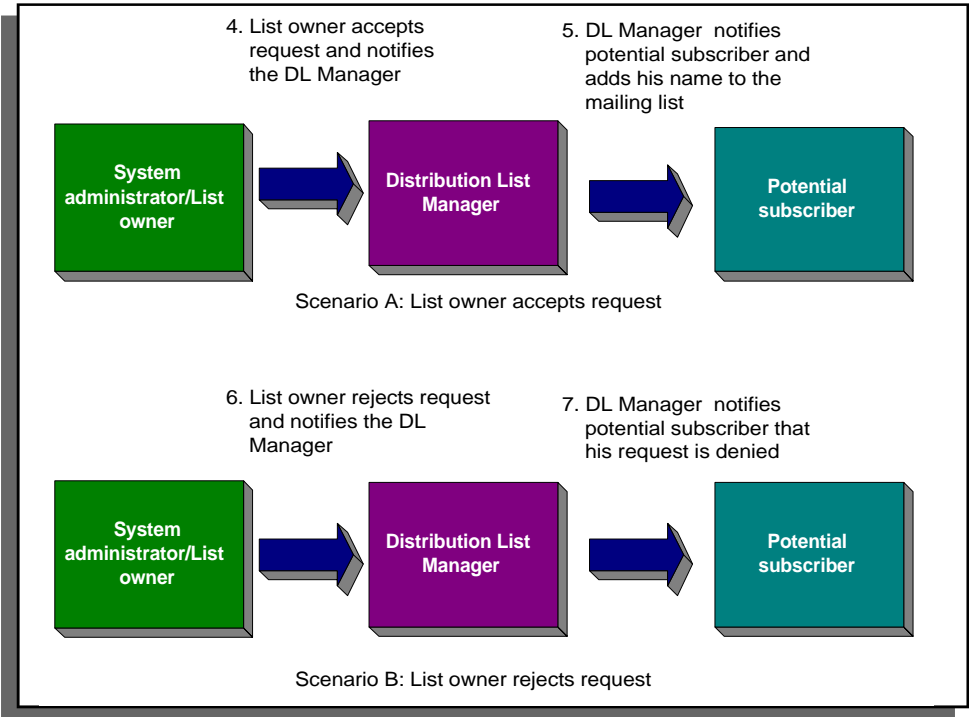 4. List owner accepts
request and notifies
the DL Manager
5. DL Manager notifies
potential subscriber and
adds his name to the
mailing list
System
administrator/List
owner
Distribution List
Manager
Potential
subscriber
Scenario A: List owner accepts request
6. List owner rejects request
and notifies the DL
Manager
7. DL Manager notifies
potential subscriber that
his request is denied
System
administrator/List
owner
Distribution List
Manager
Potential
subscriber
Scenario B: List owner rejects request